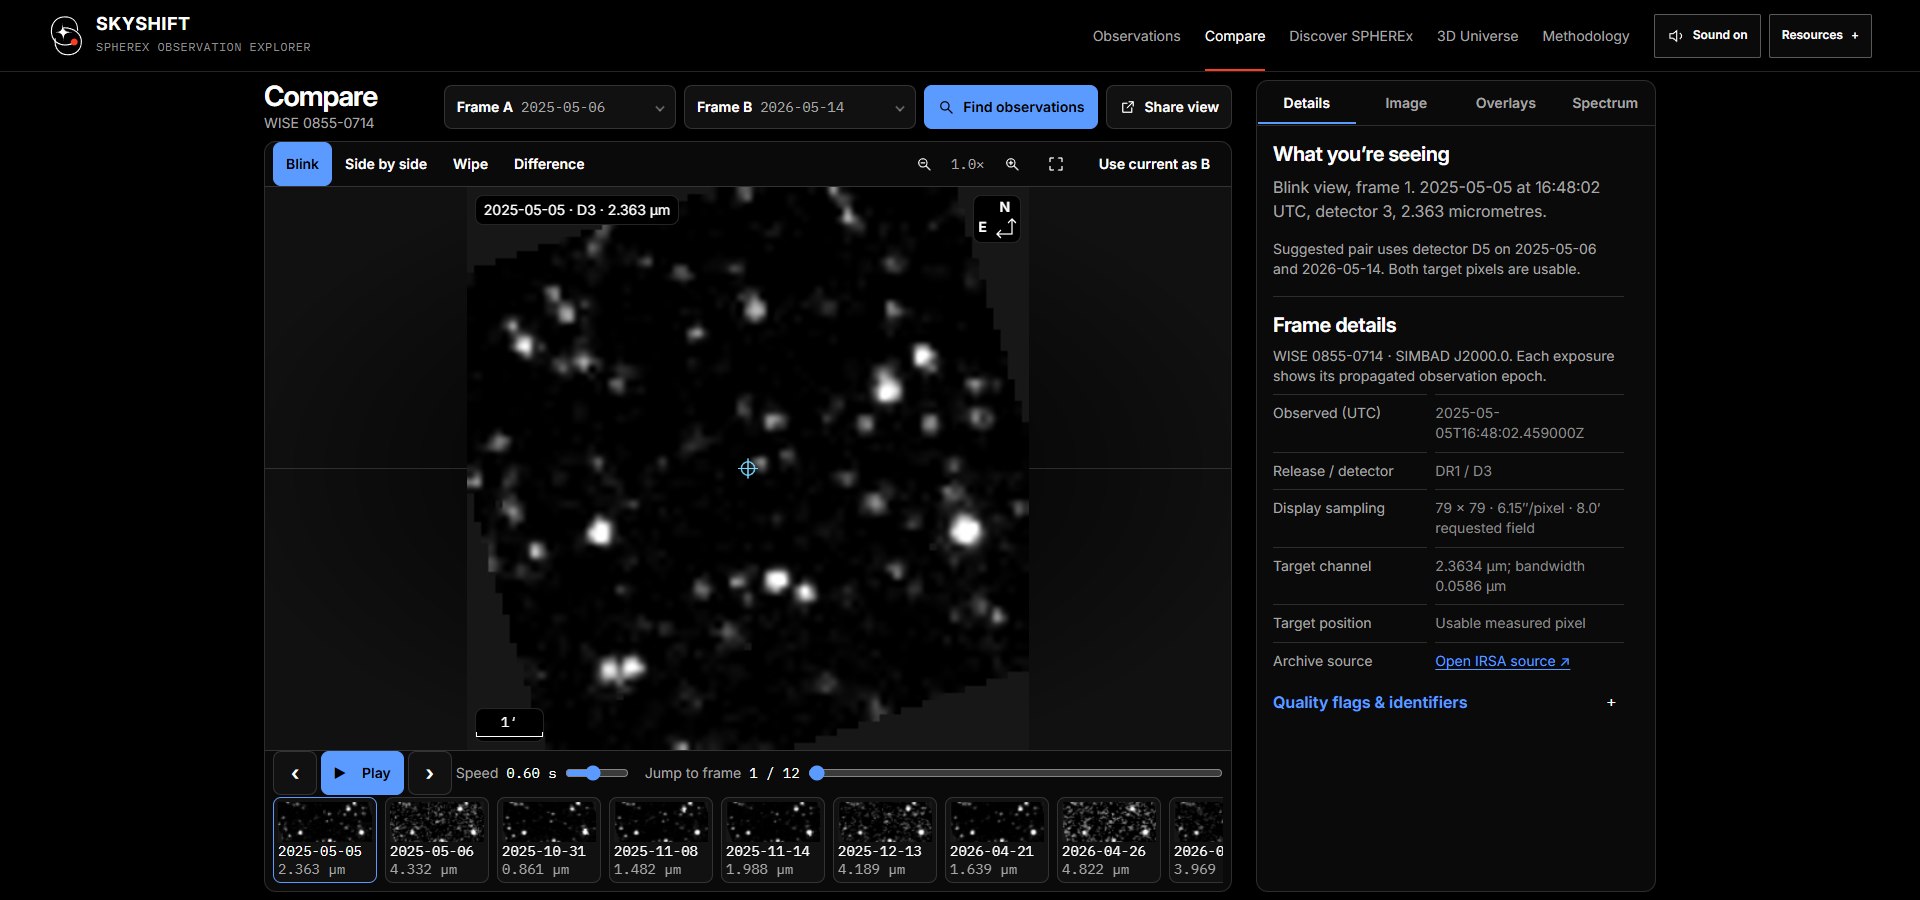 SKYSHIFT
SPHEREX OBSERVATION EXPLORER
Observations
Compare
Discover SPHEREx
3D Universe
Methodology
Sound on
Resources +
Compare
WISE 0855-0714
Frame A 2025-05-06
Frame B 2026-05-14
Find observations
Share view
Blink
Side by side
Wipe
Difference
1.0×
Use current as B
2025-05-05 · D3 · 2.363 µm
N
E
1′
‹
Play
›
Speed 0.60 s
Jump to frame 1 / 12
2025-05-05
2.363 µm
2025-05-06
4.332 µm
2025-10-31
0.861 µm
2025-11-08
1.482 µm
2025-11-14
1.988 µm
2025-12-13
4.189 µm
2026-04-21
1.639 µm
2026-04-26
4.822 µm
2026-0
3.969
Details
Image
Overlays
Spectrum
What you’re seeing
Blink view, frame 1. 2025-05-05 at 16:48:02
UTC, detector 3, 2.363 micrometres.
Suggested pair uses detector D5 on 2025-05-06
and 2026-05-14. Both target pixels are usable.
Frame details
WISE 0855-0714 · SIMBAD J2000.0. Each exposure
shows its propagated observation epoch.
Observed (UTC)
2025-05-
05T16:48:02.459000Z
Release / detector
DR1 / D3
Display sampling
79 × 79 · 6.15″/pixel · 8.0′
requested field
Target channel
2.3634 µm; bandwidth
0.0586 µm
Target position
Usable measured pixel
Archive source
Open IRSA source ↗
Quality flags & identifiers +